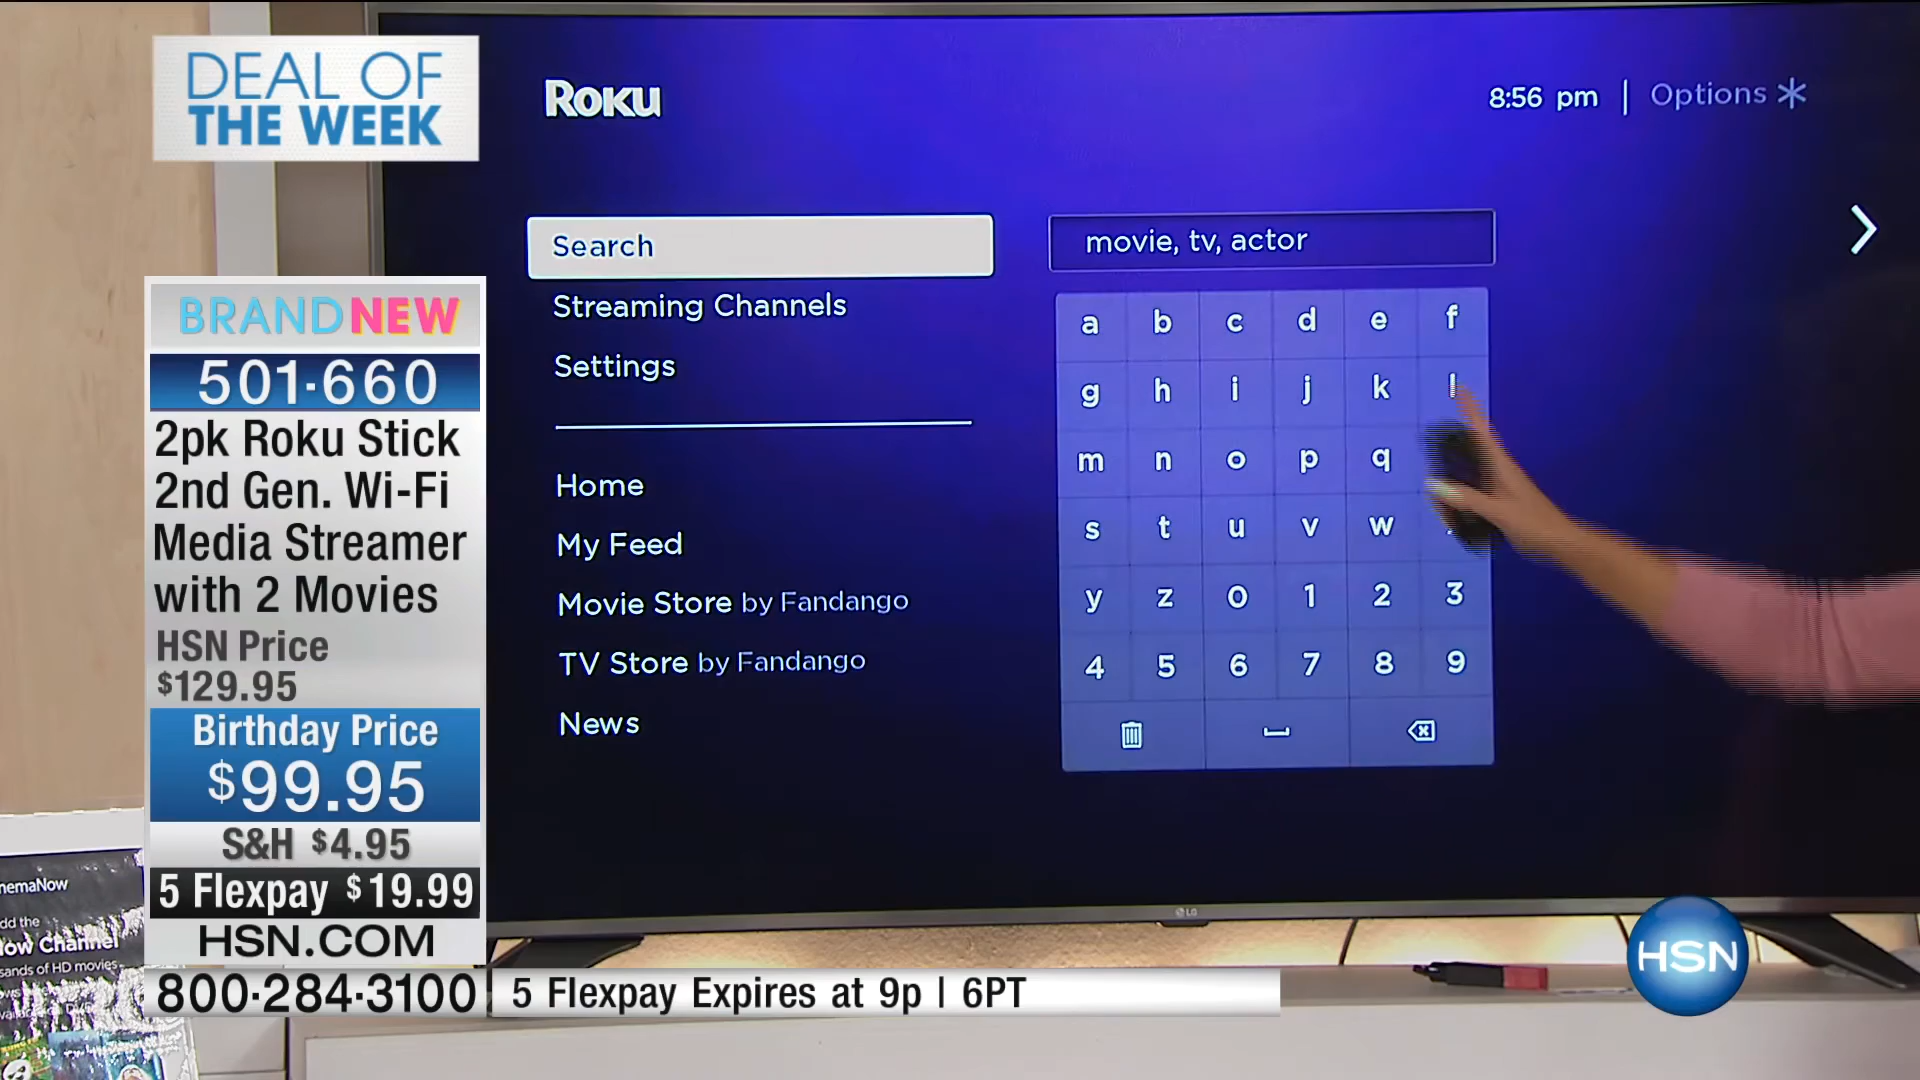 DEAL OF
THE WEEK
BRAND NEW
501-660
2pk Roku Stick
2nd Gen. Wi-Fi
Media Streamer
with 2 Movies
HSN Price
$129.95
Birthday Price
$99.95
S&H $4.95
5 Flexpay $19.99
HSN.COM
800·284·3100
5 Flexpay Expires at 9p | 6PT
ROKU
8:56 pm | Options
Search
Streaming Channels
Settings
Home
My Feed
Movie Store by Fandango
TV Store by Fandango
News
movie, tv, actor
a b c d e f
g h i j k l
m n o p q
s t u v w
y z 0 1 2 3
4 5 6 7 8 9
LG
HSN
Channel
HD movies